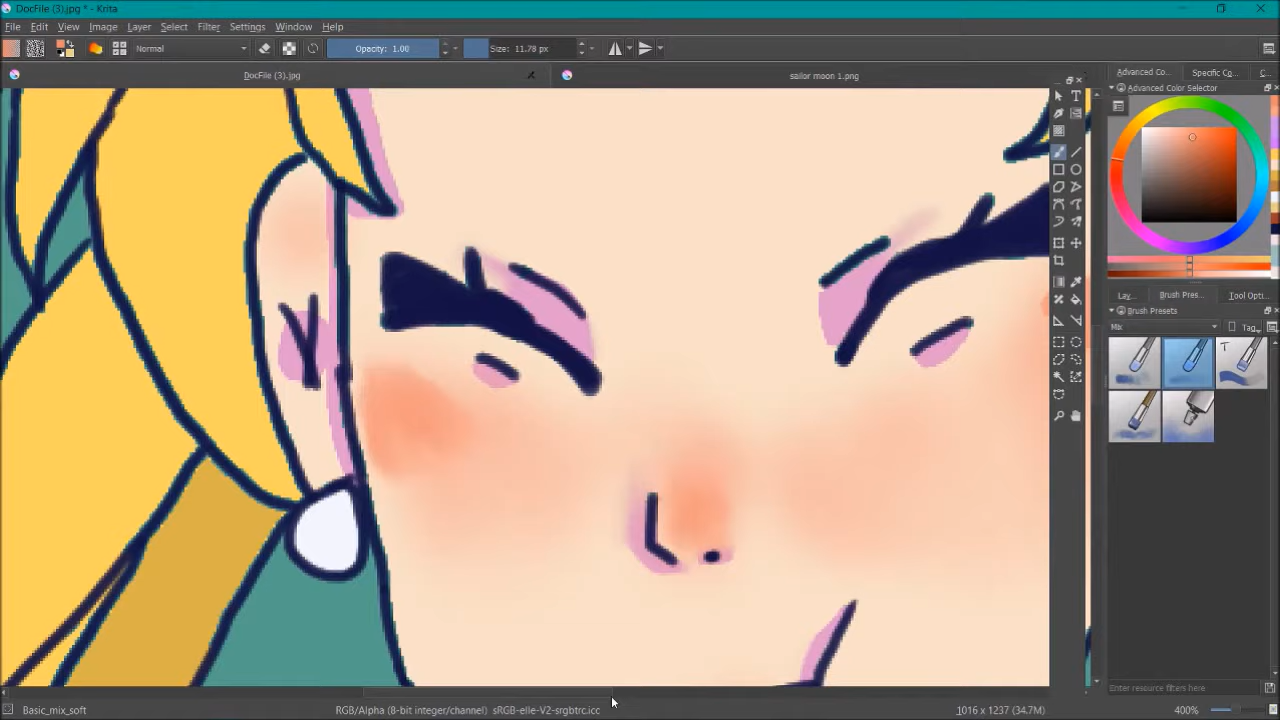 DocFile (3).jpg * - Krita
File Edit View Image Layer Select Filter Settings Window Help
Normal Opacity: 1.00 Size: 11.78 px
DocFile (3).jpg sailor moon 1.png
Advanced Co... Specific Co... C...
Advanced Color Selector
Lay... Brush Pres... Tool Opti...
Brush Presets
Mix Tag
T
Enter resource filters here
Basic_mix_soft RGB/Alpha (8-bit integer/channel) sRGB-elle-V2-srgbtrc.icc 1016 x 1237 (34.7M) 400%